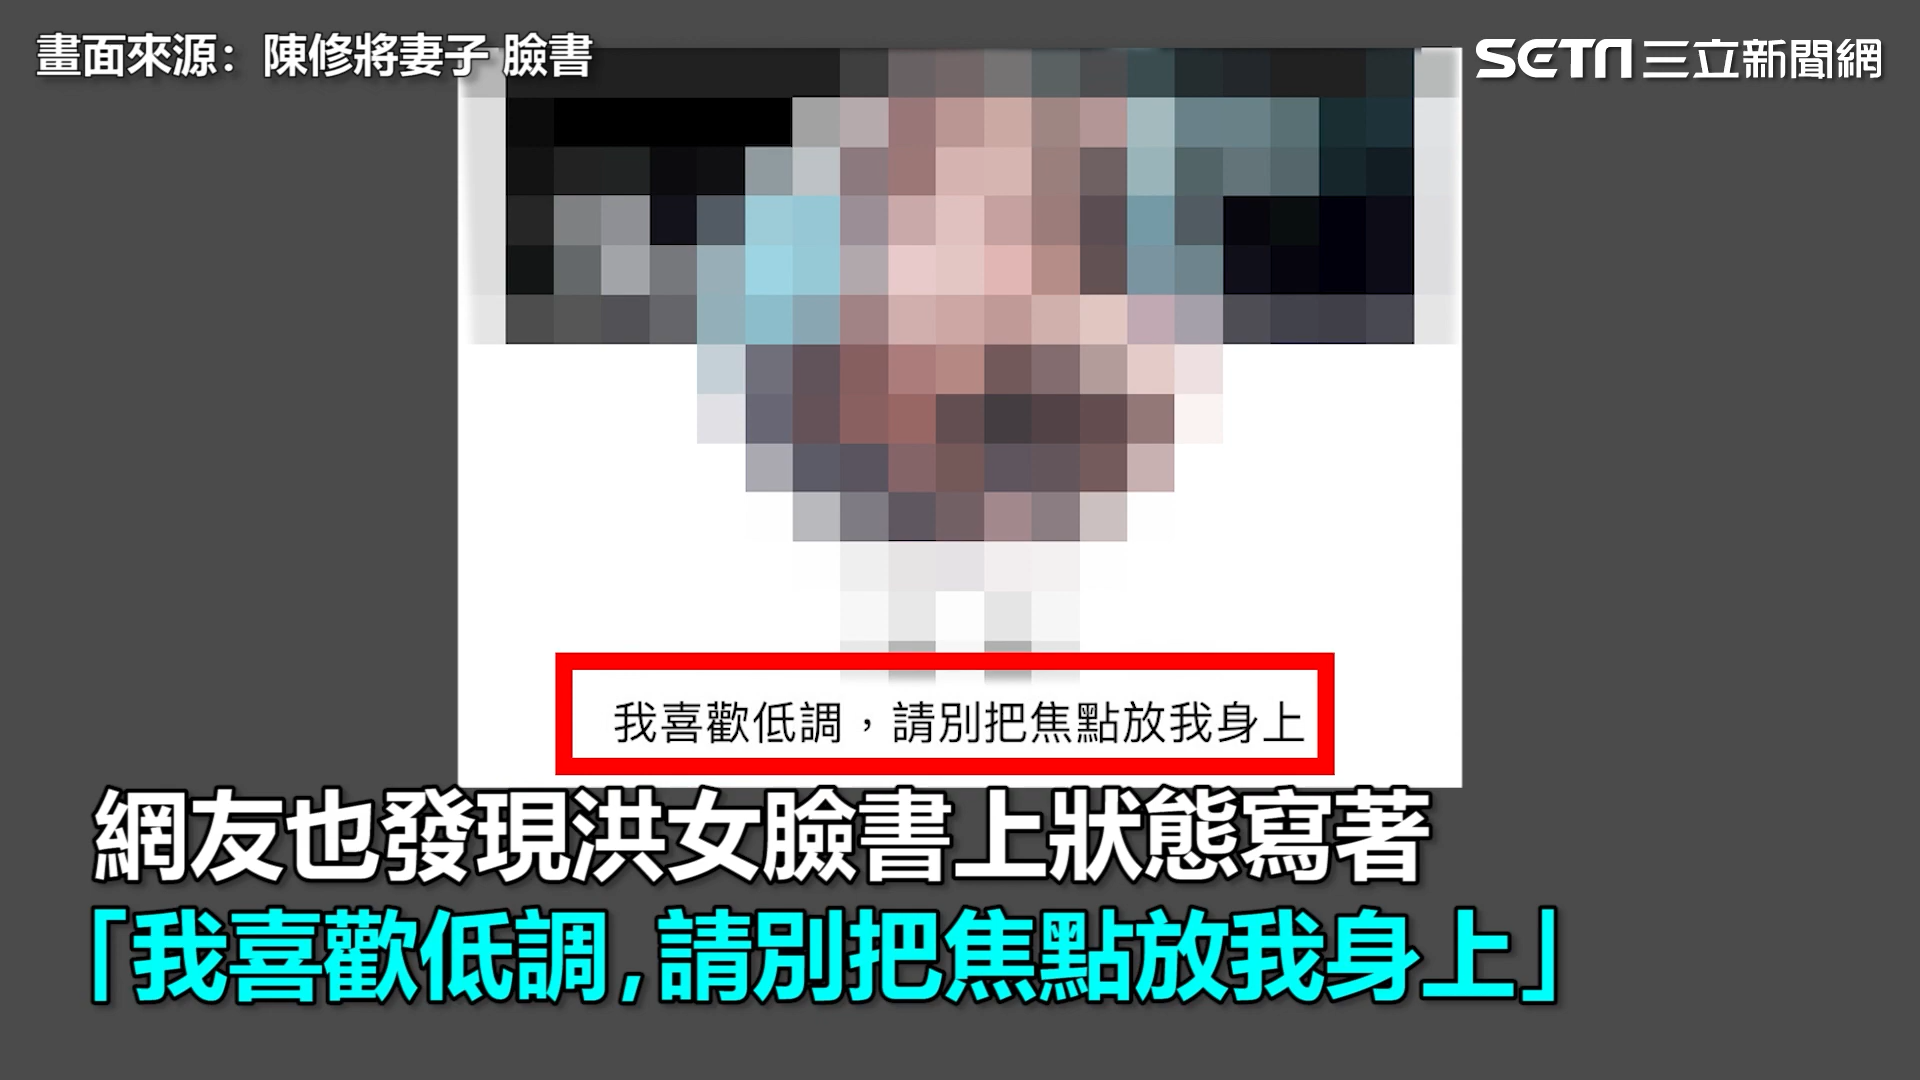 畫面來源：陳修將妻子 臉書
SETN三立新聞網
我喜歡低調，請別把焦點放我身上
網友也發現洪女臉書上狀態寫著
「我喜歡低調,請別把焦點放我身上」